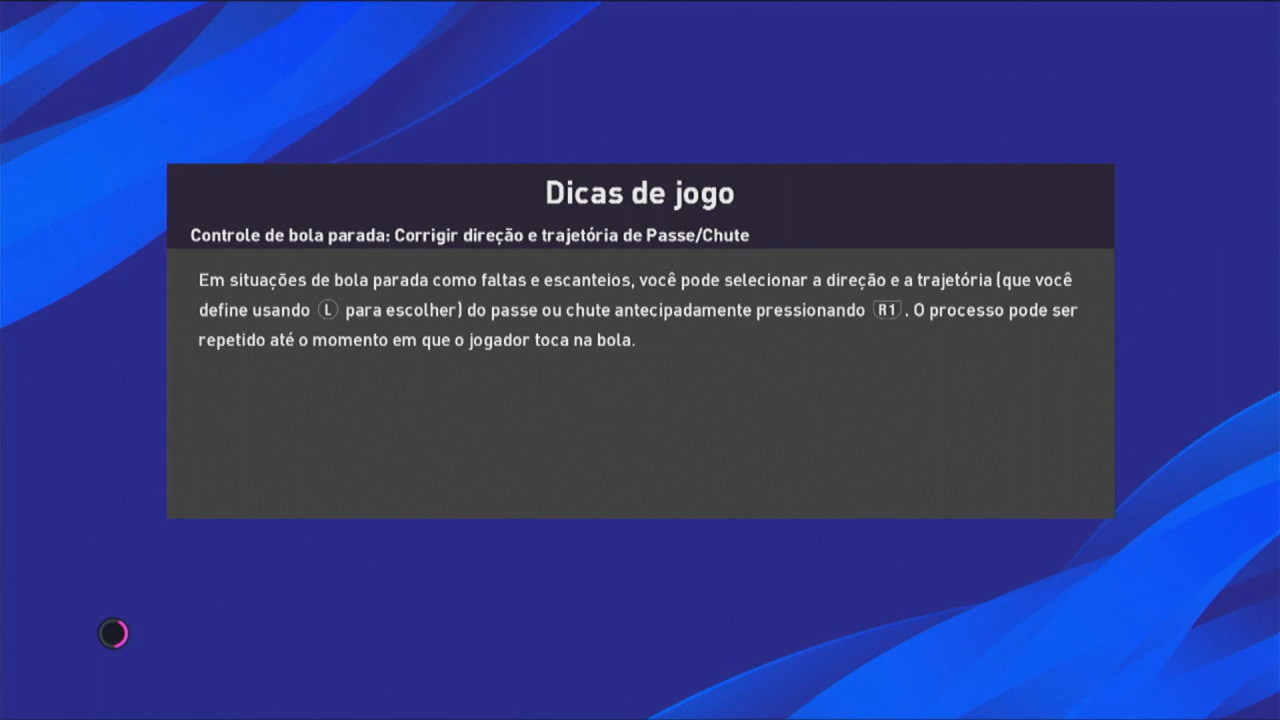 Dicas de jogo
Controle de bola parada: Corrigir direção e trajetória de Passe/Chute
Em situações de bola parada como faltas e escanteios, você pode selecionar a direção e a trajetória (que você
define usando L para escolher) do passe ou chute antecipadamente pressionando R1. O processo pode ser
repetido até o momento em que o jogador toca na bola.